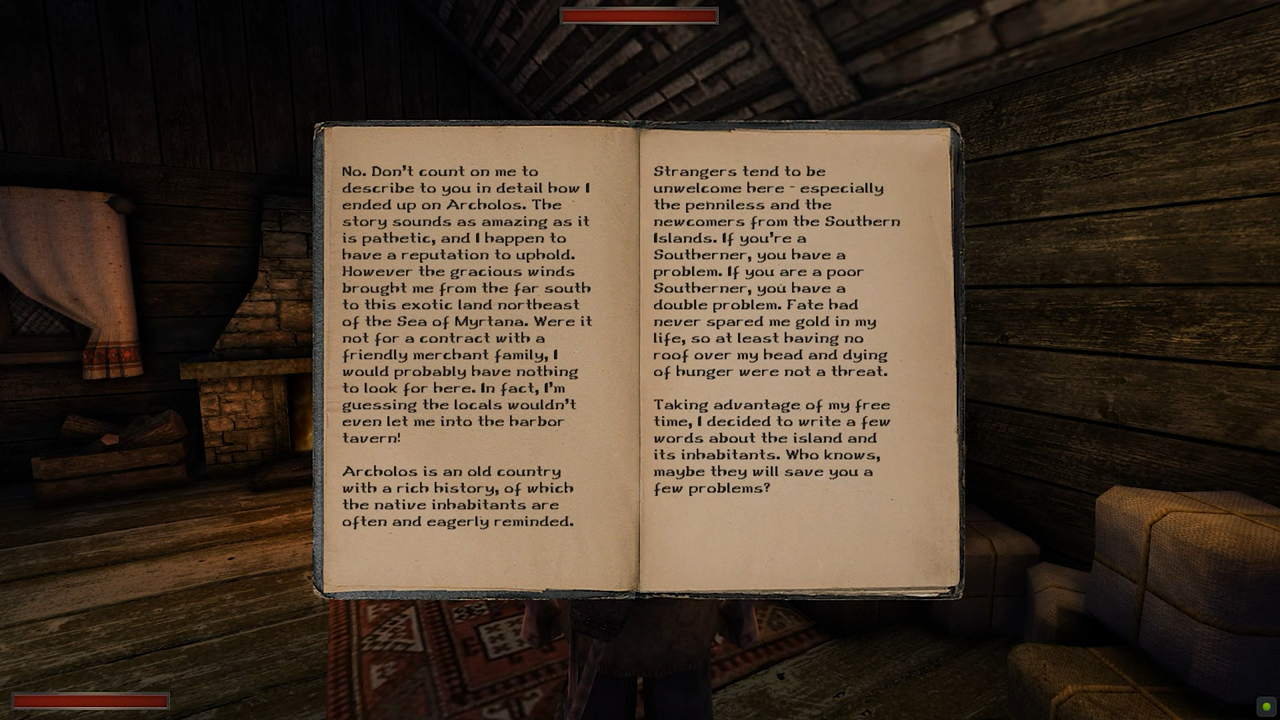 No. Don't count on me to
describe to you in detail how I
ended up on Archolos. The
story sounds as amazing as it
is pathetic, and I happen to
have a reputation to uphold.
However the gracious winds
brought me from the far south
to this exotic land northeast
of the Sea of Myrtana. Were it
not for a contract with a
friendly merchant family, I
would probably have nothing
to look for here. In fact, I'm
guessing the locals wouldn't
even let me into the harbor
tavern!

Archolos is an old country
with a rich history, of which
the native inhabitants are
often and eagerly reminded.

Strangers tend to be
unwelcome here - especially
the penniless and the
newcomers from the Southern
Islands. If you're a
Southerner, you have a
problem. If you are a poor
Southerner, you have a
double problem. Fate had
never spared me gold in my
life, so at least having no
roof over my head and dying
of hunger were not a threat.

Taking advantage of my free
time, I decided to write a few
words about the island and
its inhabitants. Who knows,
maybe they will save you a
few problems?